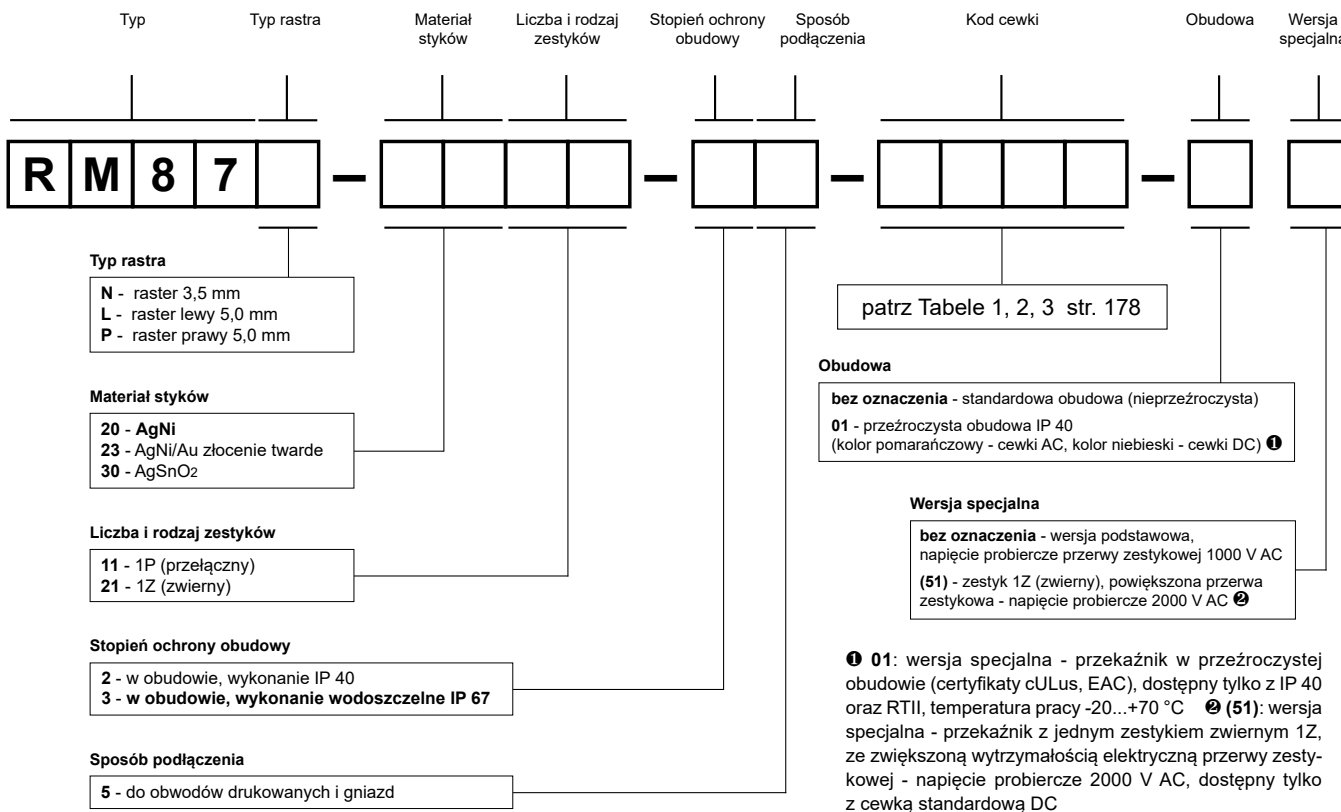 Typ
Typ rastra
Materiał
styków
Liczba i rodzaj
zestyków
Stopień ochrony
obudowy
Sposób
podłączenia
Kod cewki
Obudowa
Wersja
specjalna
R M 8 7 – – – –
Typ rastra
N - raster 3,5 mm
L - raster lewy 5,0 mm
P - raster prawy 5,0 mm
Materiał styków
20 - AgNi
23 - AgNi/Au złocenie twarde
30 - AgSnO2
Liczba i rodzaj zestyków
11 - 1P (przełączny)
21 - 1Z (zwierny)
Stopień ochrony obudowy
2 - w obudowie, wykonanie IP 40
3 - w obudowie, wykonanie wodoszczelne IP 67
Sposób podłączenia
5 - do obwodów drukowanych i gniazd
patrz Tabele 1, 2, 3 str. 178
Obudowa
bez oznaczenia - standardowa obudowa (nieprzeźroczysta)
01 - przeźroczysta obudowa IP 40
(kolor pomarańczowy - cewki AC, kolor niebieski - cewki DC) ❶
Wersja specjalna
bez oznaczenia - wersja podstawowa,
napięcie probiercze przerwy zestykowej 1000 V AC
(51) - zestyk 1Z (zwierny), powiększona przerwa
zestykowa - napięcie probiercze 2000 V AC ❷
❶ 01: wersja specjalna - przekaźnik w przeźroczystej
obudowie (certyfikaty cULus, EAC), dostępny tylko z IP 40
oraz RTII, temperatura pracy -20...+70 °C ❷ (51): wersja
specjalna - przekaźnik z jednym zestykiem zwiernym 1Z,
ze zwiększoną wytrzymałością elektryczną przerwy zesty-
kowej - napięcie probiercze 2000 V AC, dostępny tylko
z cewką standardową DC